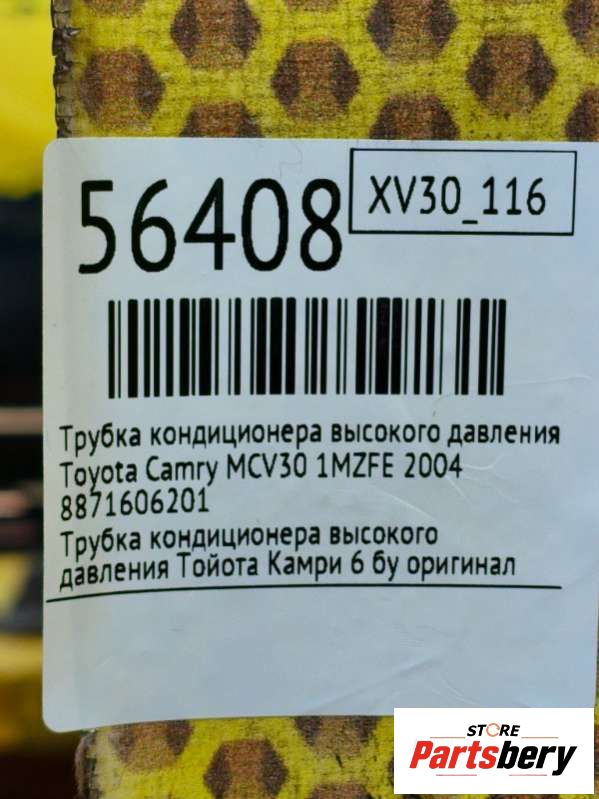 56408
XV30_116
Трубка кондиционера высокого давления
Toyota Camry MCV30 1MZFE 2004
8871606201
Трубка кондиционера высокого
давления Тойота Камри 6 бу оригинал
STORE
Partsbery